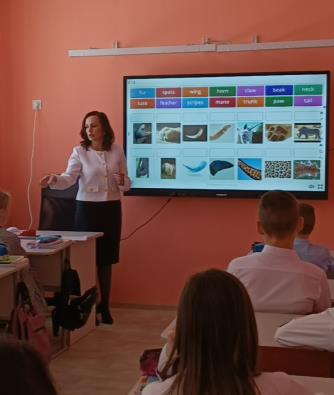 fur spots wing horn claw beak neck
tusk feather stripes mane trunk paw tail